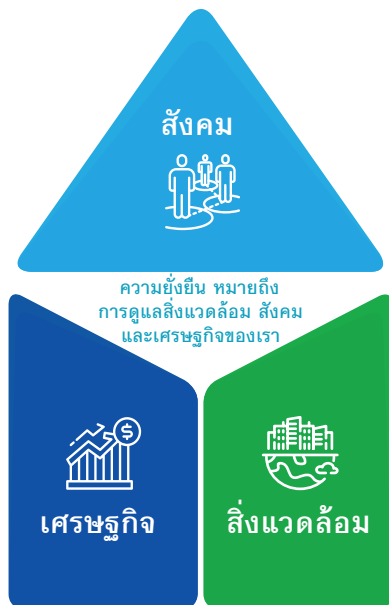 สังคม
ความยั่งยืน หมายถึง
การดูแลสิ่งแวดล้อม สังคม
และเศรษฐกิจของเรา
$
เศรษฐกิจ
สิ่งแวดล้อม